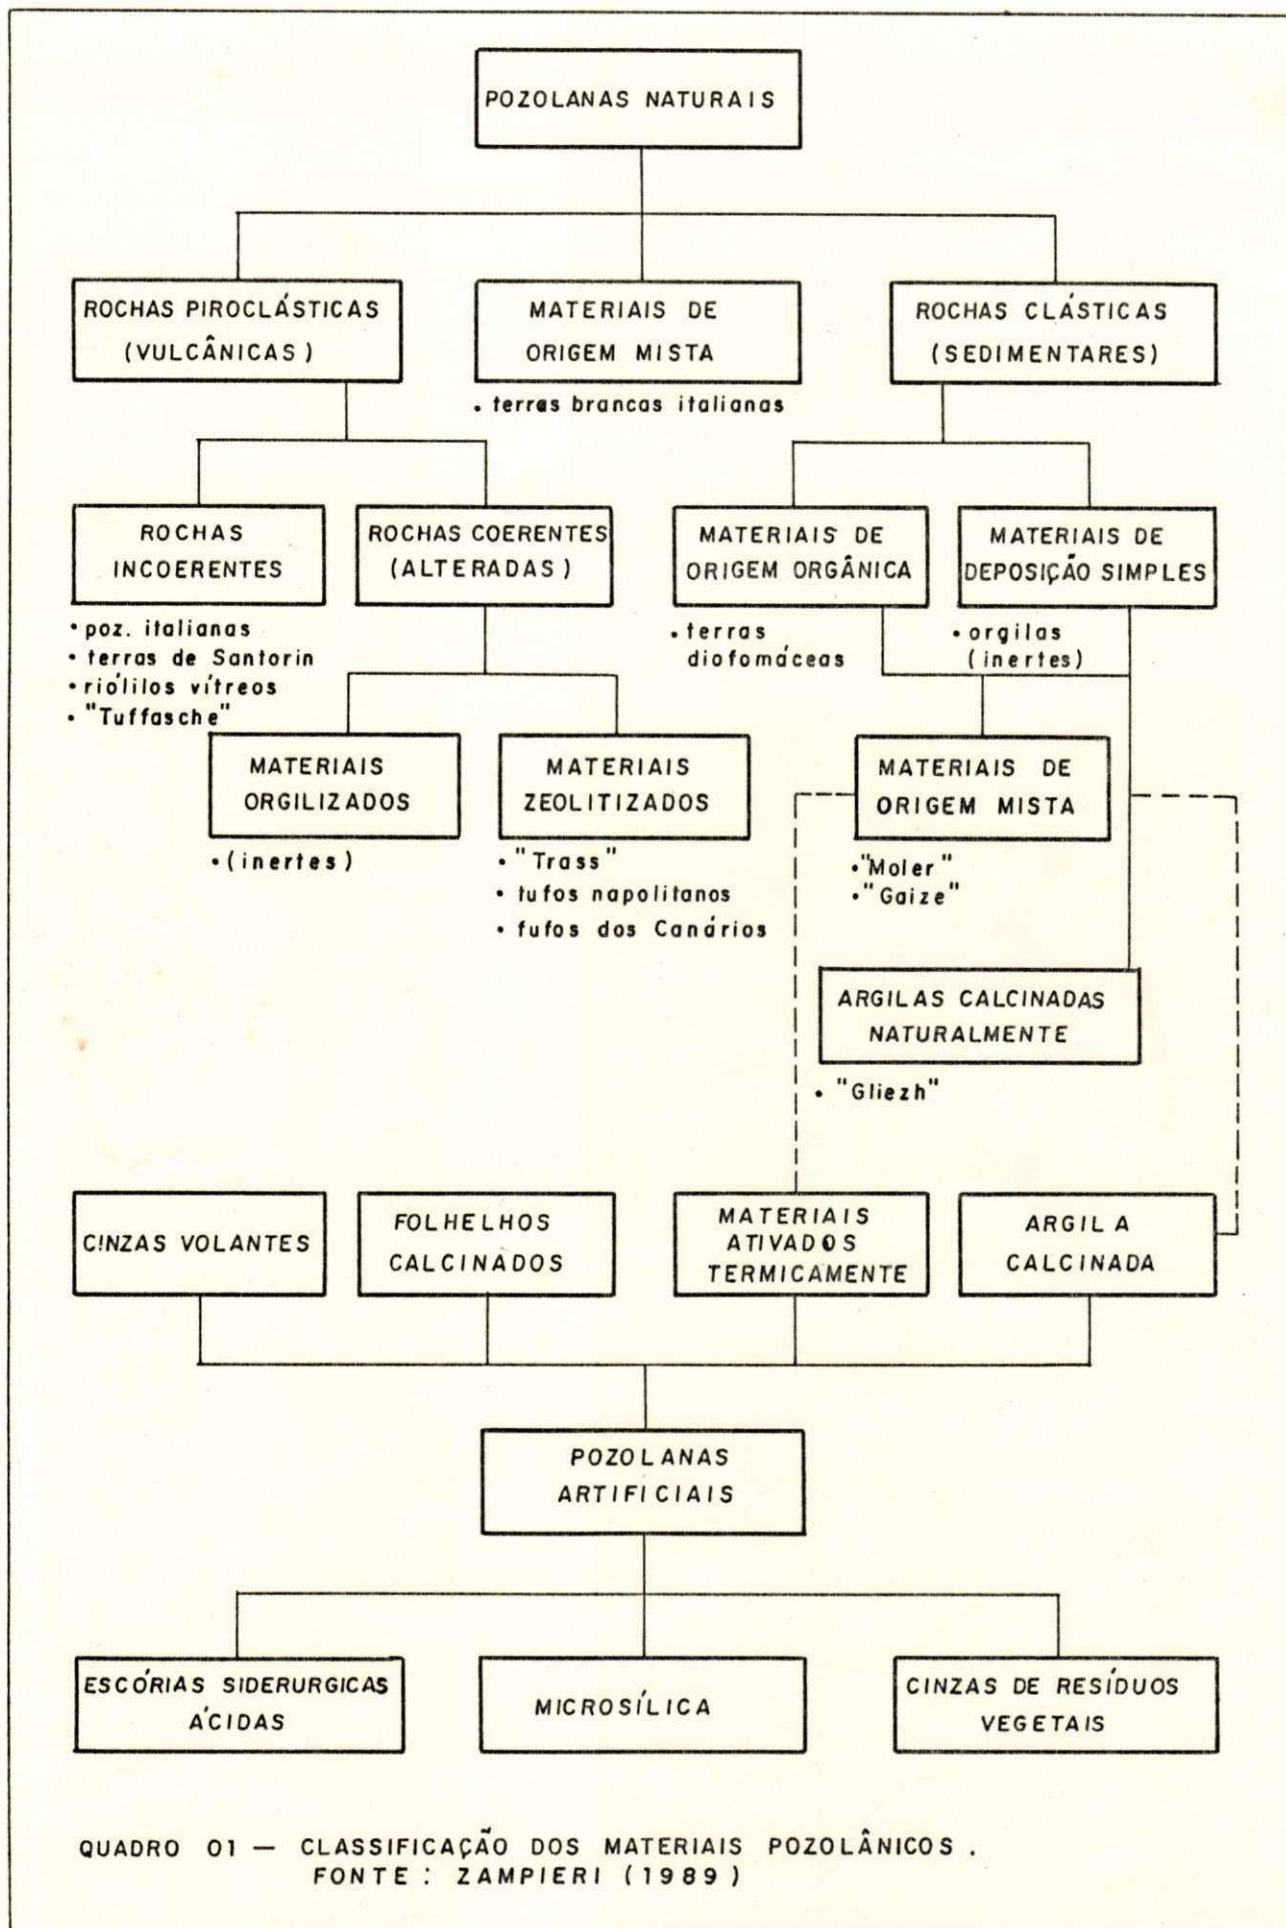 POZOLANAS NATURAIS
ROCHAS PIROCLÁSTICAS
(VULCÂNICAS)
MATERIAIS DE
ORIGEM MISTA
• terras brancas italianas
ROCHAS CLÁSTICAS
(SEDIMENTARES)
ROCHAS
INCOERENTES
• poz. italianas
• terras de Santorin
• riólilos vítreos
• "Tuffasche"
ROCHAS COERENTES
(ALTERADAS)
MATERIAIS DE
ORIGEM ORGÂNICA
• terras
diofomáceas
MATERIAIS DE
DEPOSIÇÃO SIMPLES
• orgilas
(inertes)
MATERIAIS
ORGILIZADOS
• (inertes)
MATERIAIS
ZEOLITIZADOS
• "Trass"
• tufos napolitanos
• fufos dos Canários
MATERIAIS DE
ORIGEM MISTA
• "Moler"
• "Gaize"
ARGILAS CALCINADAS
NATURALMENTE
• "Gliezh"
CINZAS VOLANTES
FOLHELHOS
CALCINADOS
MATERIAIS
ATIVADOS
TERMICAMENTE
ARGILA
CALCINADA
POZOLANAS
ARTIFICIAIS
ESCÓRIAS SIDERURGICAS
ÁCIDAS
MICROSÍLICA
CINZAS DE RESÍDUOS
VEGETAIS
QUADRO 01 — CLASSIFICAÇÃO DOS MATERIAIS POZOLÂNICOS .
FONTE : ZAMPIERI (1989)